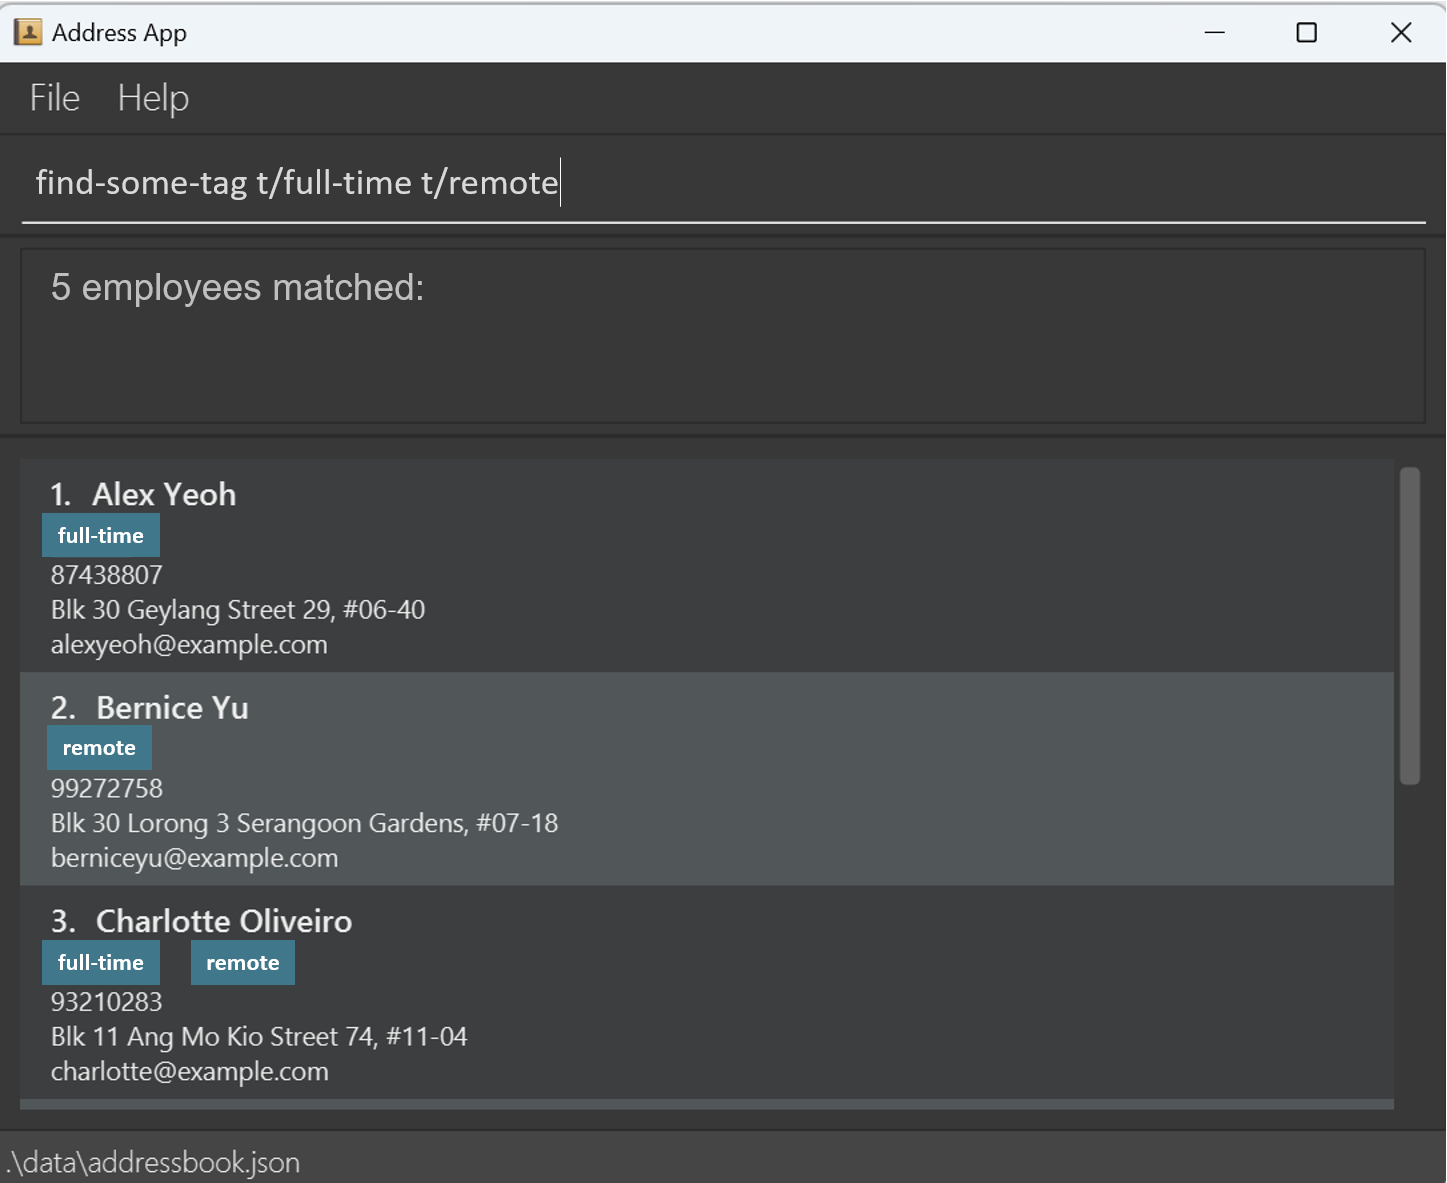 Address App
File Help
find-some-tag t/full-time t/remote
5 employees matched:
1. Alex Yeoh
full-time
87438807
Blk 30 Geylang Street 29, #06-40
alexyeoh@example.com
2. Bernice Yu
remote
99272758
Blk 30 Lorong 3 Serangoon Gardens, #07-18
berniceyu@example.com
3. Charlotte Oliveiro
full-time remote
93210283
Blk 11 Ang Mo Kio Street 74, #11-04
charlotte@example.com
.\data\addressbook.json